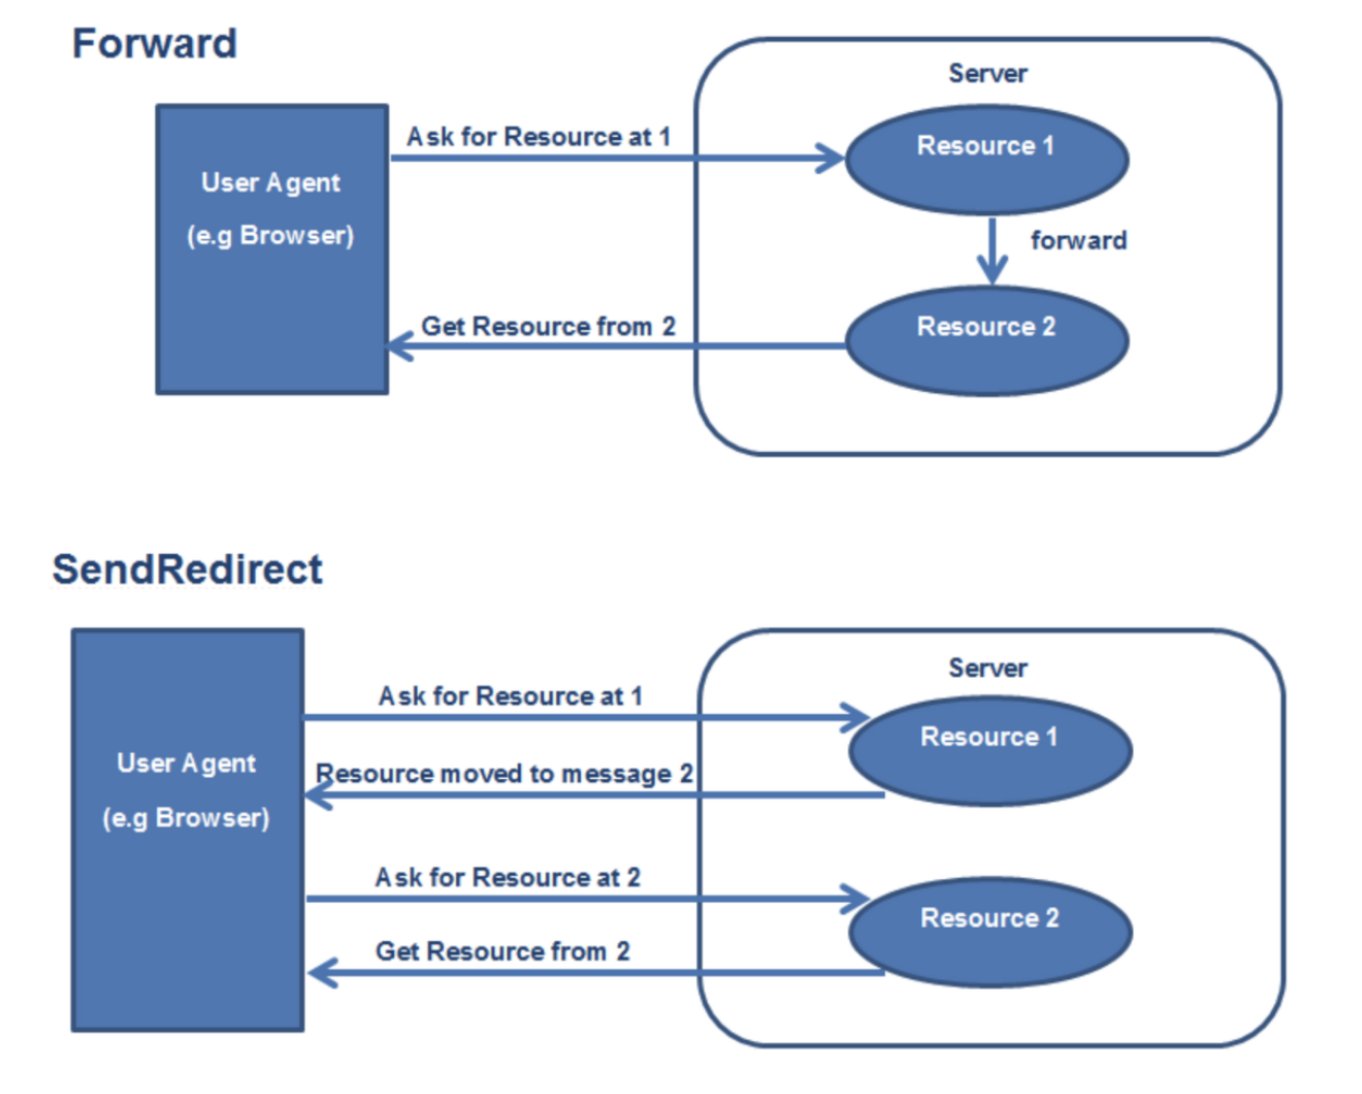 Forward
Server
Ask for Resource at 1
Resource 1
User Agent
(e.g Browser)
forward
Get Resource from 2
Resource 2
SendRedirect
Server
Ask for Resource at 1
Resource 1
User Agent
(e.g Browser)
Resource moved to message 2
Ask for Resource at 2
Resource 2
Get Resource from 2